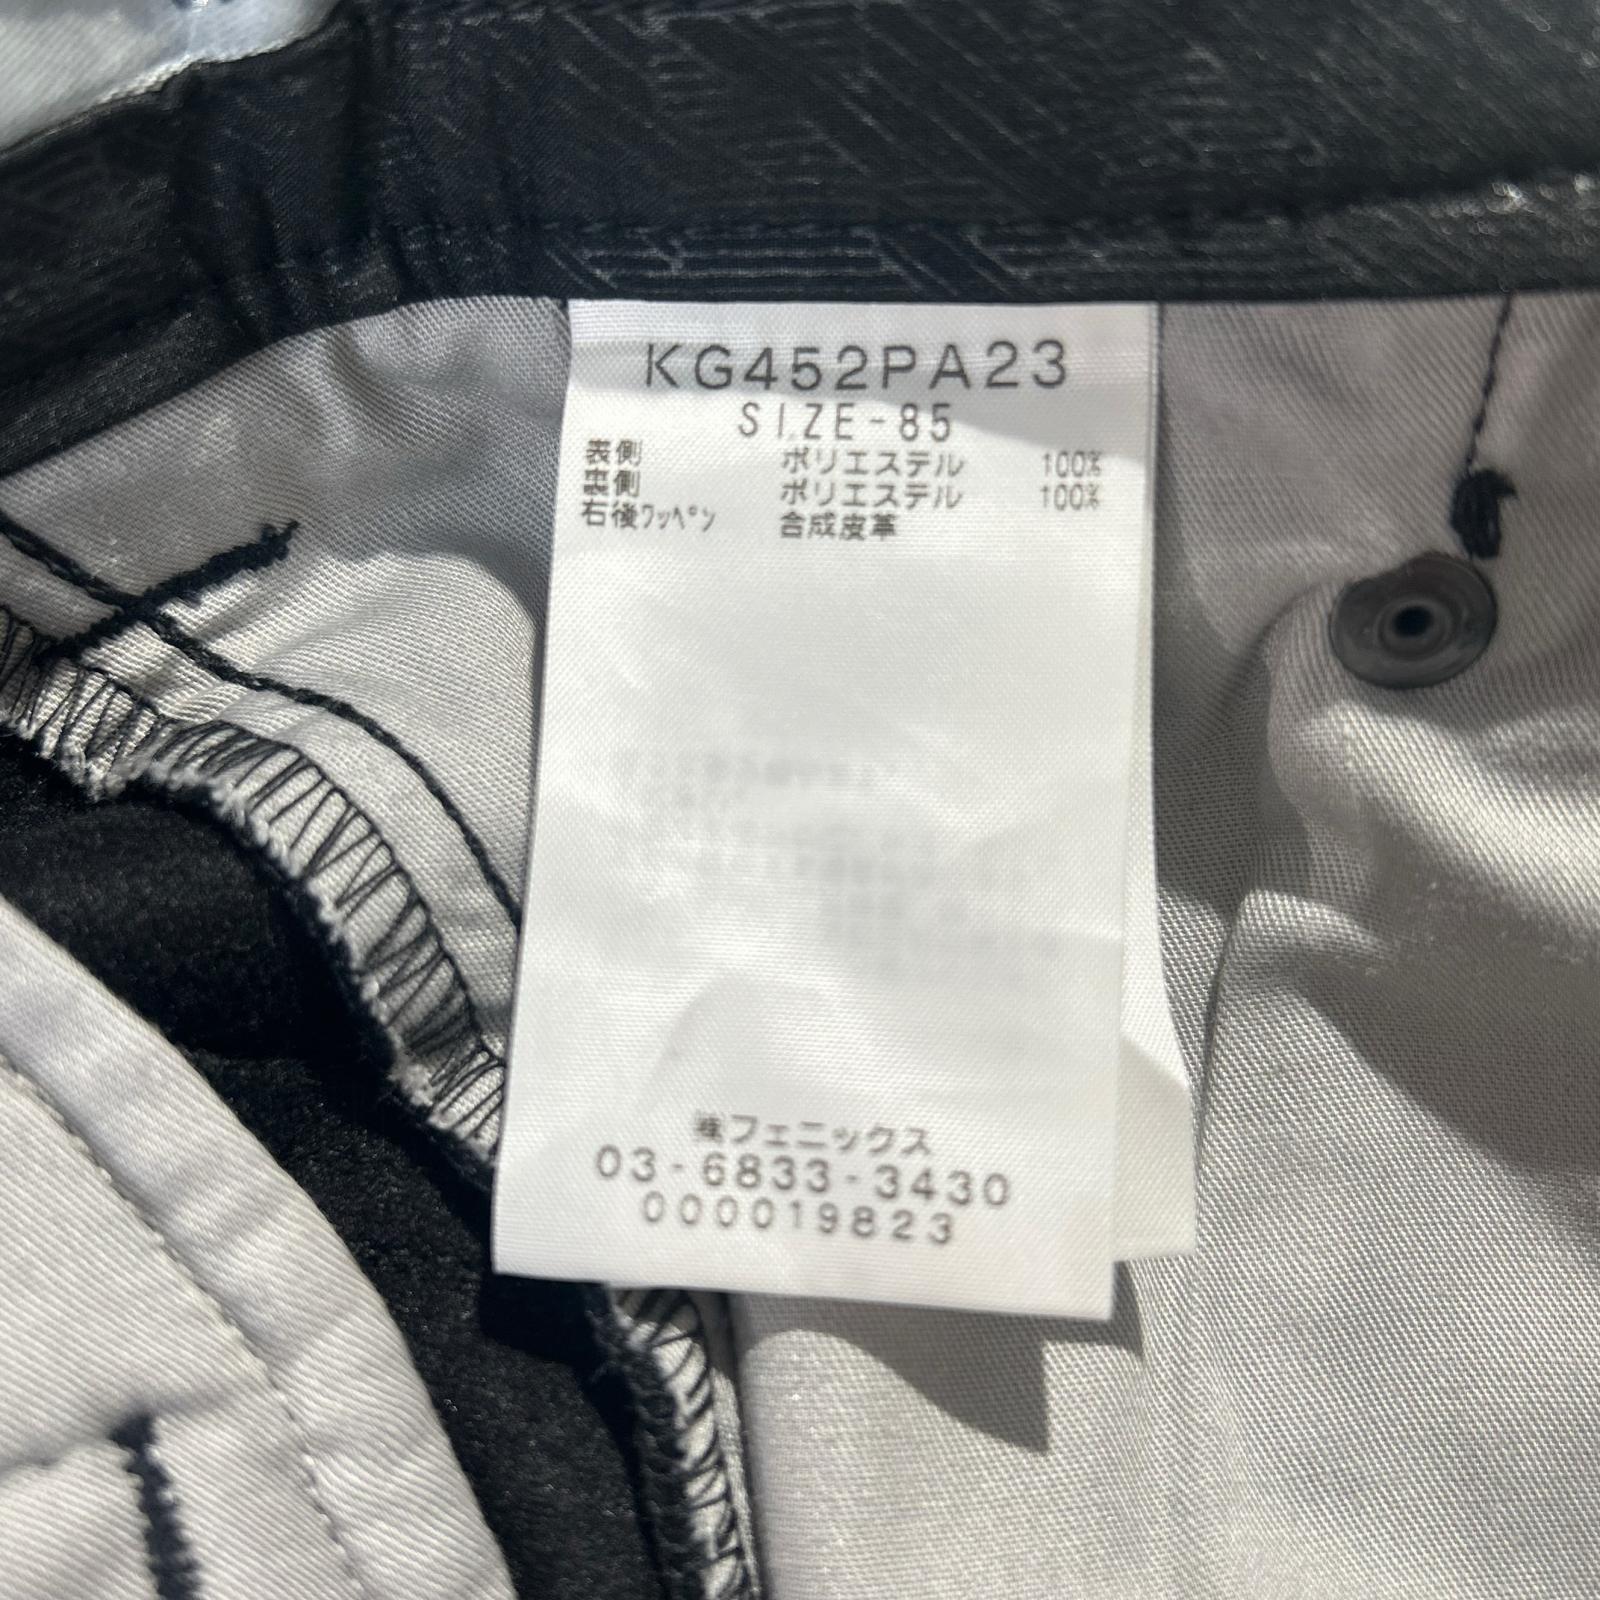 KG452PA23
SIZE-85
表側 ポリエステル 100%
裏側 ポリエステル 100%
右後ワッペン 合成皮革
㈱フェニックス
03-6833-3430
000019823